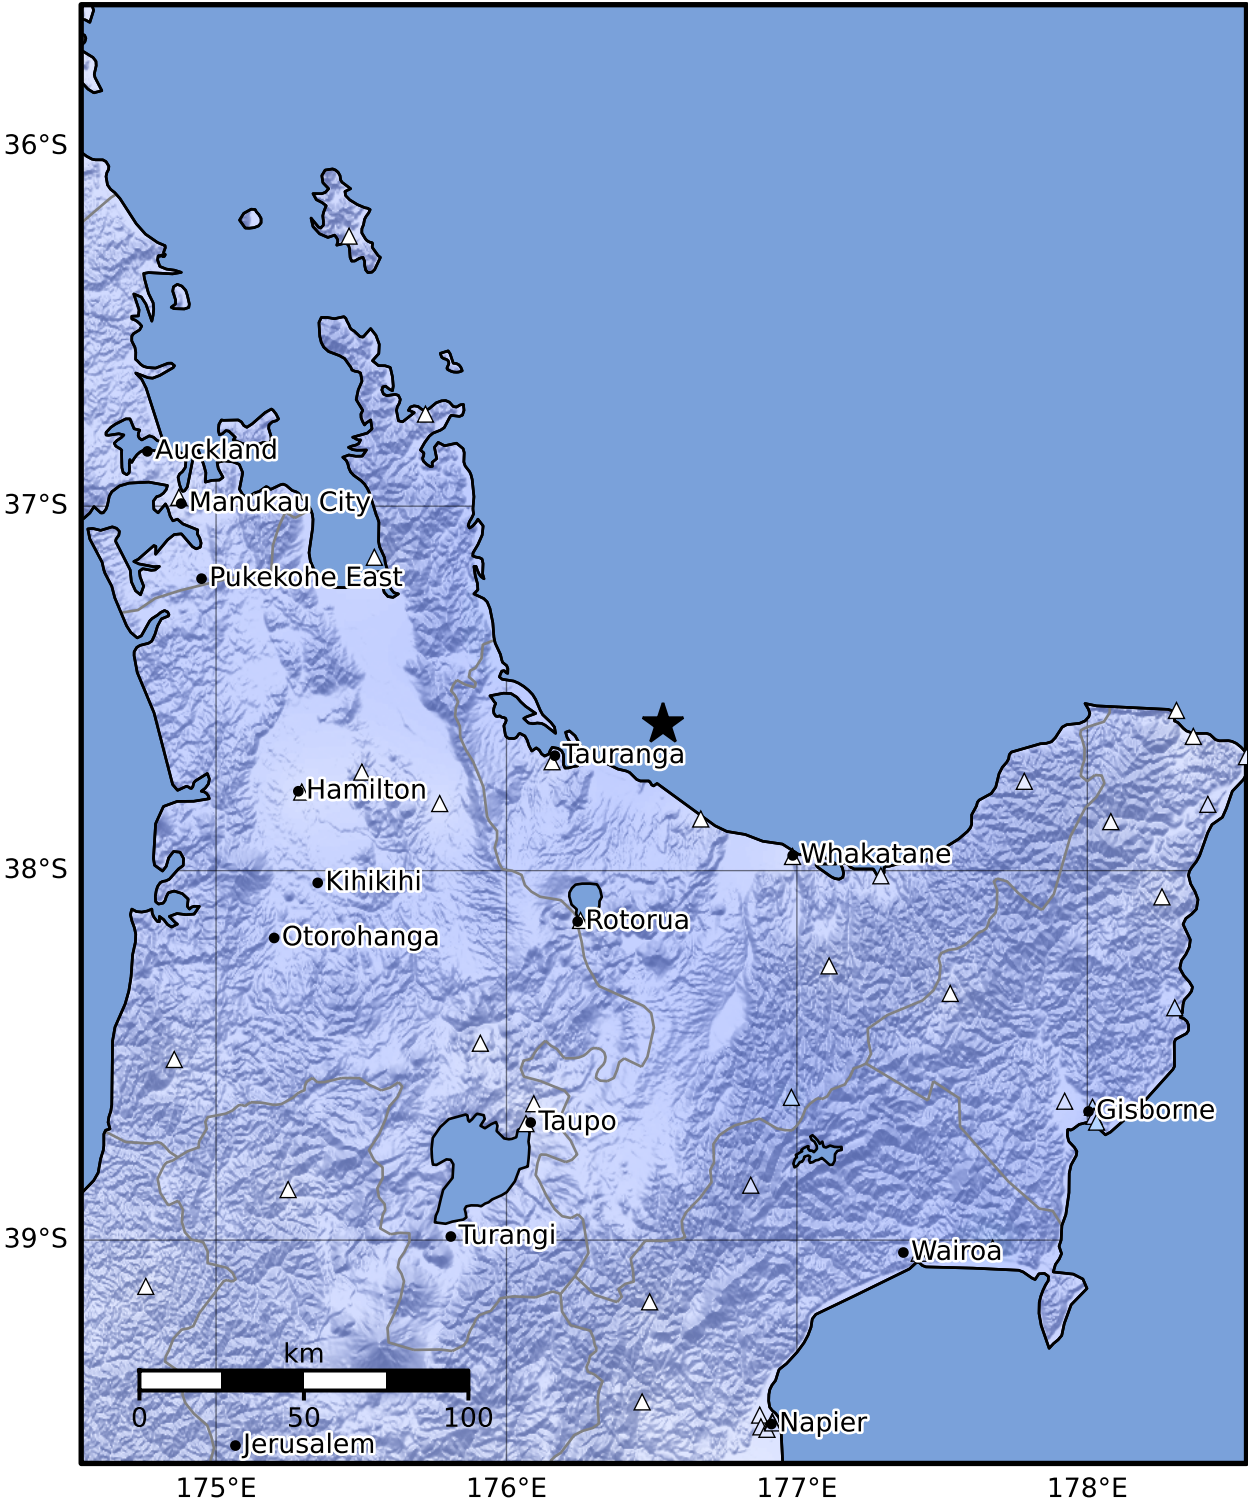 36°S
Auckland
37°S
Manukau City
Pukekohe East
Tauranga
Hamilton
Whakatane
38°S
Kihikihi
Rotorua
Otorohanga
Gisborne
Taupo
39°S
Turangi
Wairoa
km
0 50 100
Napier
Jerusalem
175°E 176°E 177°E 178°E